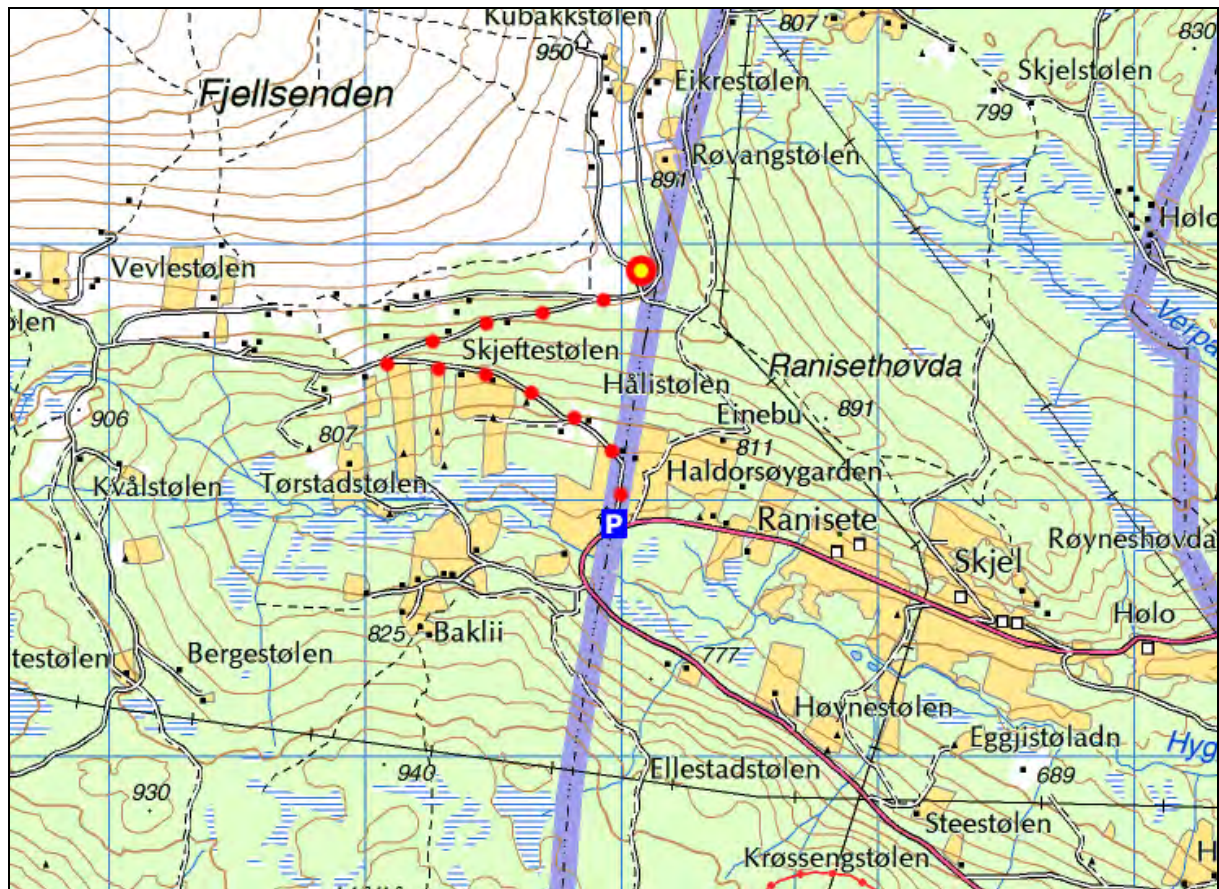 Kubakkstølen
807
830
950
Skjelstølen
Eikrestølen
Fjellsenden
799
Røvangstølen
891
Hølo
Vevlestølen
Verpa
ølen
Skjeftestølen
Ranisethøvda
Hålistølen
906
Einebu
891
807
811
Haldorsøygarden
Kvålstølen
Tørstadstølen
P
Ranisete
Røyneshøvda
Skjel
Hølo
825
Baklii
testølen
Bergestølen
777
Høynestølen
Eggjistøladn
Hyg
940
Ellestadstølen
689
930
Steestølen
Krøssengstølen
H